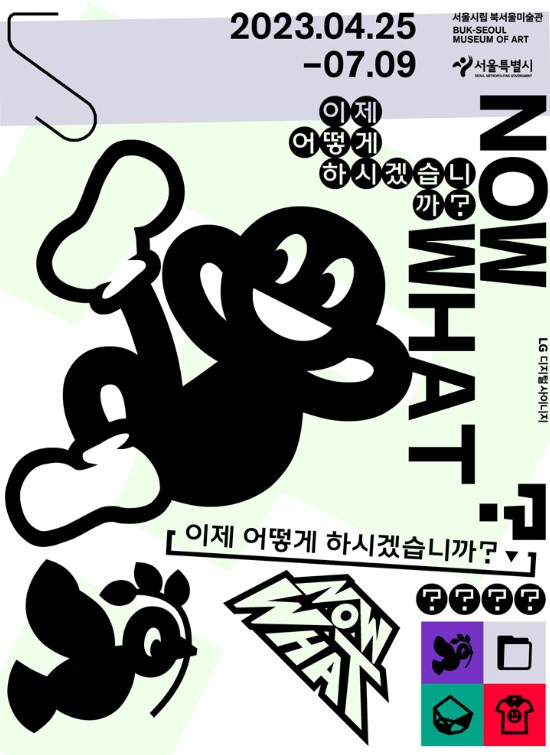 2023.04.25
–07.09
서울시립 북서울미술관
BUK-SEOUL
MUSEUM OF ART
서울특별시
SEOUL METROPOLITAN GOVERNMENT
이제
어떻게
하시겠습니
까?
NOW
WHAT
?
LG 디지털 사이니지
이제 어떻게 하시겠습니까?
????
NOW
WHAT